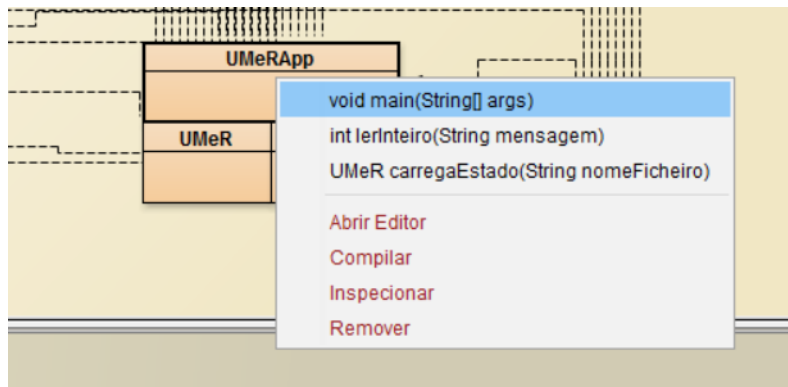 UMeRApp
void main(String[] args)
UMeR
int lerInteiro(String mensagem)
UMeR carregaEstado(String nomeFicheiro)
Abrir Editor
Compilar
Inspecionar
Remover